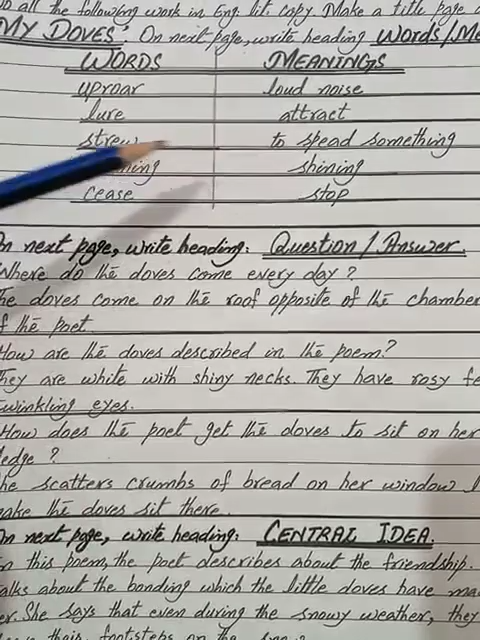 all the following work in Eng. lit. copy. Make a title page
MY DOVES: On next page, write heading Words/
WORDS MEANINGS
uproar loud noise
lure attract
strew to spead something
shining
cease stop
next page, write heading: Question/Answer.
Where do the doves come every day?
The doves come on the roof opposite of the chamber
of the poet.
How are the doves described in the poem?
They are white with shiny necks. They have rosy
twinkling eyes.
How does the poet get the doves to sit on her
ledge?
She scatters crumbs of bread on her window
make the doves sit there.
On next page, write heading: CENTRAL IDEA.
In this poem, the poet describes about the friendship.
talks about the bonding which the little doves have
her. She says that even during the snowy weather, they
their footsteps on the